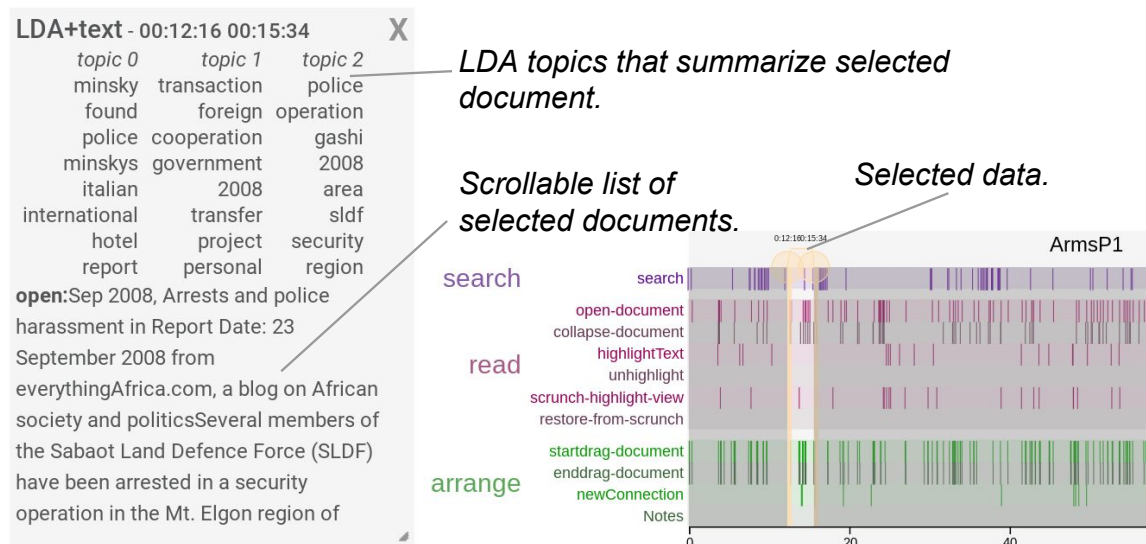 LDA+text - 00:12:16 00:15:34 X
topic 0 topic 1 topic 2
minsky transaction police
found foreign operation
police cooperation gashi
minskys government 2008
italian 2008 area
international transfer sldf
hotel project security
report personal region
open:Sep 2008, Arrests and police
harassment in Report Date: 23
September 2008 from
everythingAfrica.com, a blog on African
society and politicsSeveral members of
the Sabaot Land Defence Force (SLDF)
have been arrested in a security
operation in the Mt. Elgon region of
LDA topics that summarize selected
document.
Scrollable list of
selected documents.
Selected data.
0:12:16 0:15:34
ArmsP1
search
search
read
open-document
collapse-document
highlightText
unhighlight
scrunch-highlight-view
restore-from-scrunch
arrange
startdrag-document
enddrag-document
newConnection
Notes
0 20 40